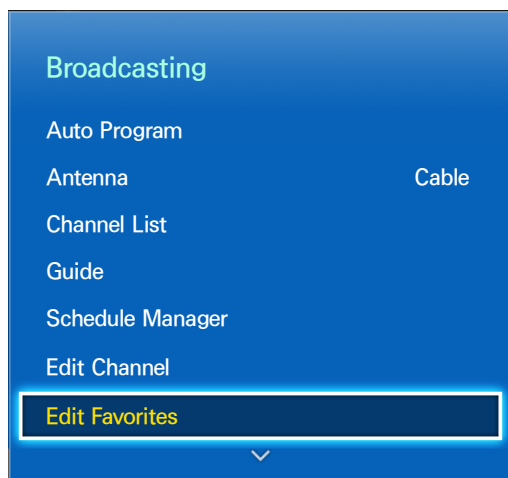 Broadcasting
Auto Program
Antenna Cable
Channel List
Guide
Schedule Manager
Edit Channel
Edit Favorites